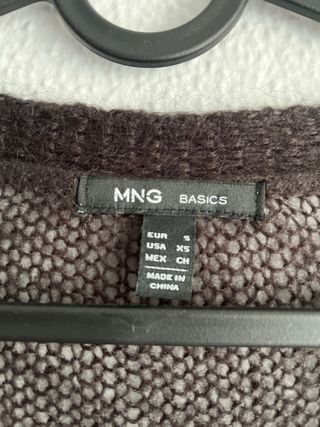 MNG BASICS
EUR S
USA XS
MEX CH
MADE IN
CHINA